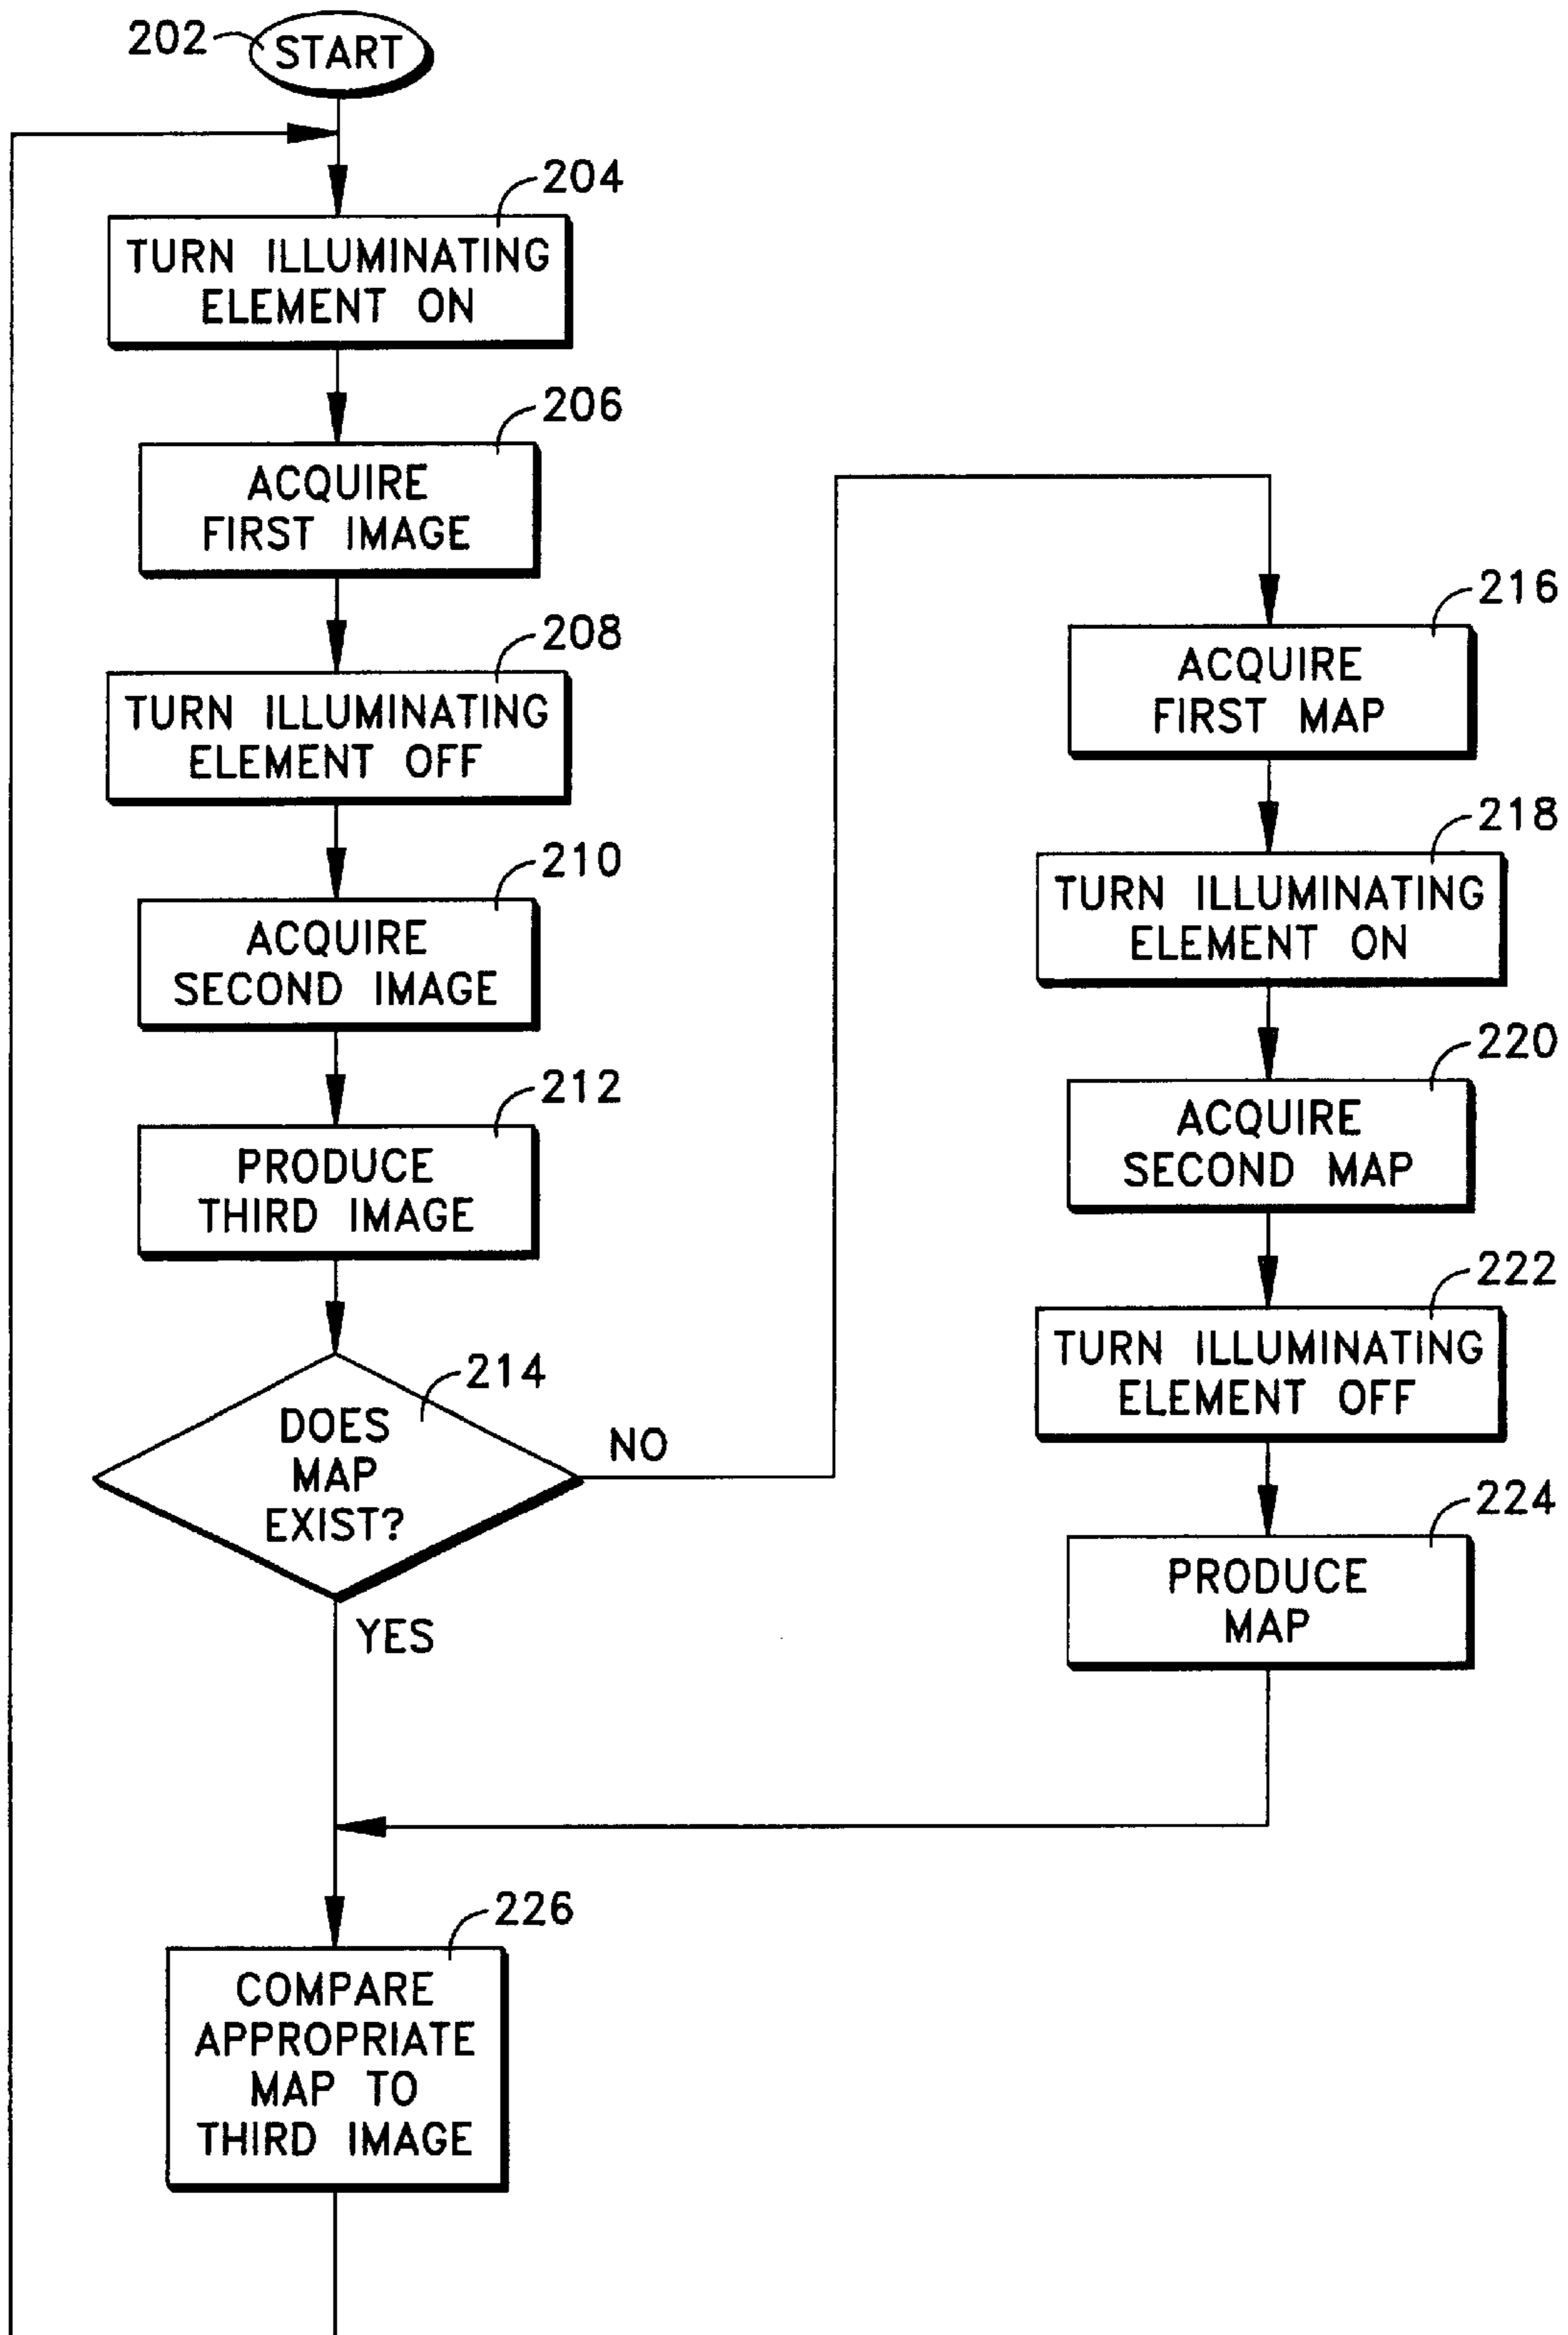 202
START
204
TURN ILLUMINATING
ELEMENT ON
206
ACQUIRE
FIRST IMAGE
208
TURN ILLUMINATING
ELEMENT OFF
210
ACQUIRE
SECOND IMAGE
212
PRODUCE
THIRD IMAGE
214
DOES
MAP
EXIST?
NO
YES
216
ACQUIRE
FIRST MAP
218
TURN ILLUMINATING
ELEMENT ON
220
ACQUIRE
SECOND MAP
222
TURN ILLUMINATING
ELEMENT OFF
224
PRODUCE
MAP
226
COMPARE
APPROPRIATE
MAP TO
THIRD IMAGE